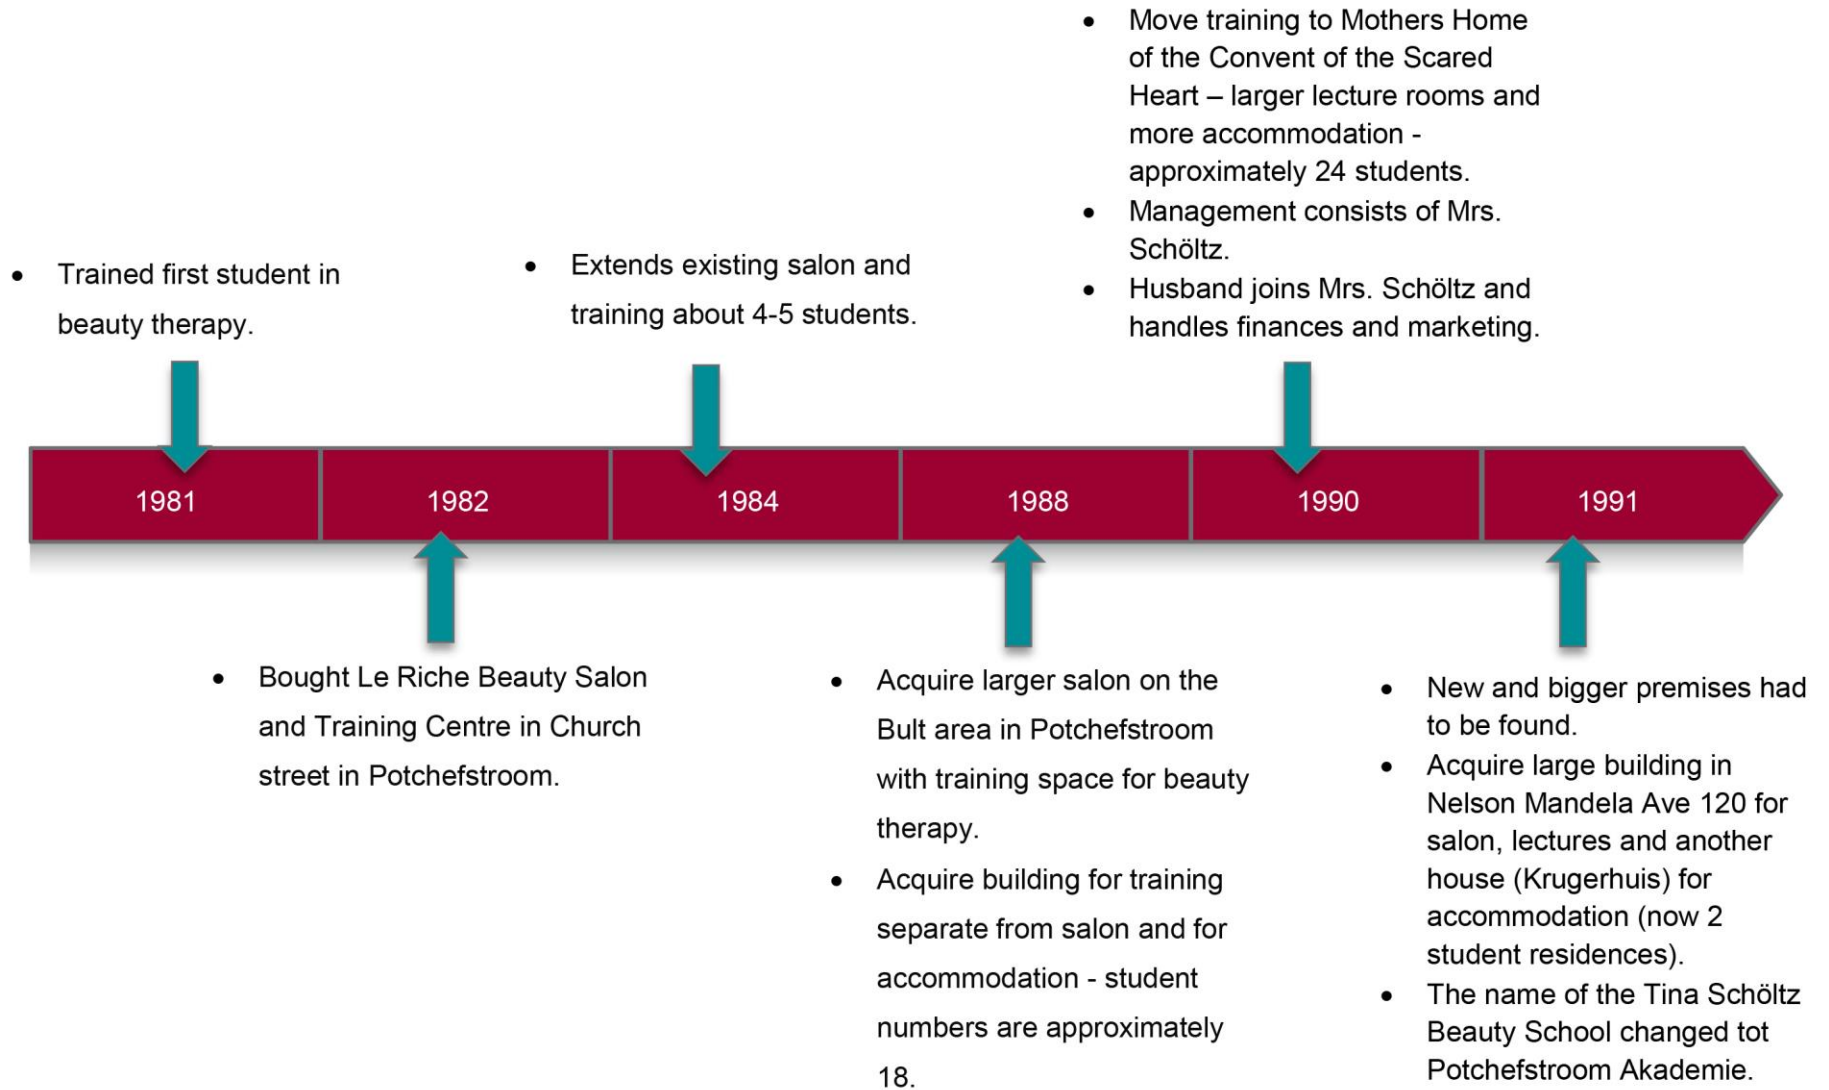 • Trained first student in
beauty therapy.
• Extends existing salon and
training about 4-5 students.
• Move training to Mothers Home
of the Convent of the Scared
Heart – larger lecture rooms and
more accommodation -
approximately 24 students.
• Management consists of Mrs.
Schöltz.
• Husband joins Mrs. Schöltz and
handles finances and marketing.
1981
1982
1984
1988
1990
1991
• Bought Le Riche Beauty Salon
and Training Centre in Church
street in Potchefstroom.
• Acquire larger salon on the
Bult area in Potchefstroom
with training space for beauty
therapy.
• Acquire building for training
separate from salon and for
accommodation - student
numbers are approximately
18.
• New and bigger premises had
to be found.
• Acquire large building in
Nelson Mandela Ave 120 for
salon, lectures and another
house (Krugerhuis) for
accommodation (now 2
student residences).
• The name of the Tina Schöltz
Beauty School changed tot
Potchefstroom Akademie.